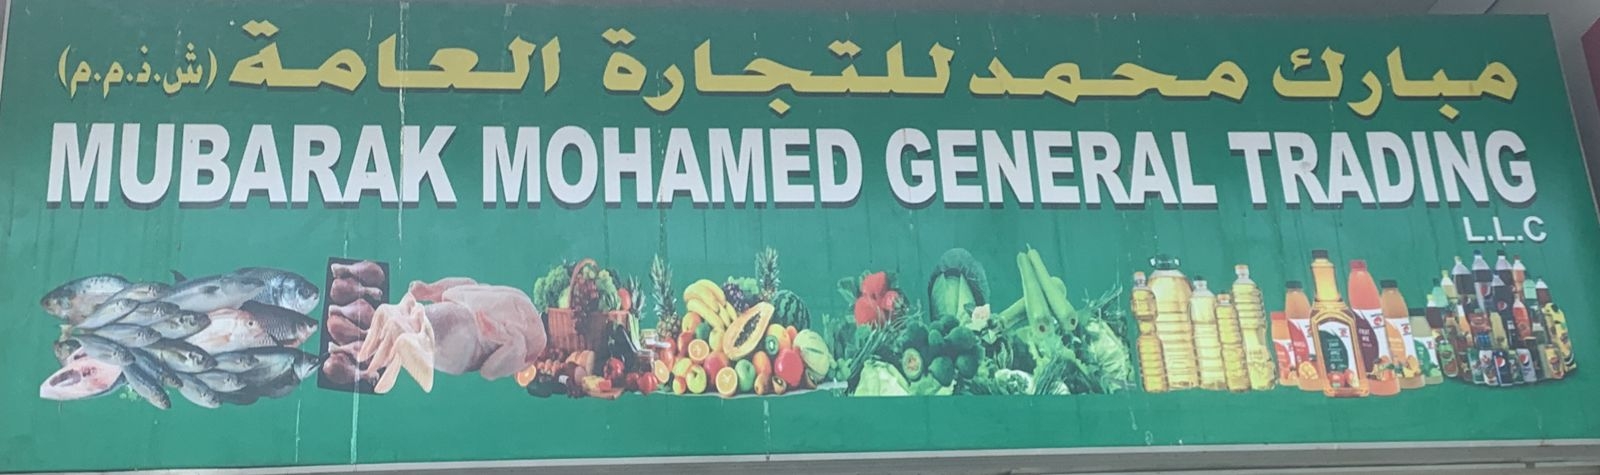 مبارك محمد للتجارة العامة (ش.ذ.م.م)
MUBARAK MOHAMED GENERAL TRADING
L.L.C